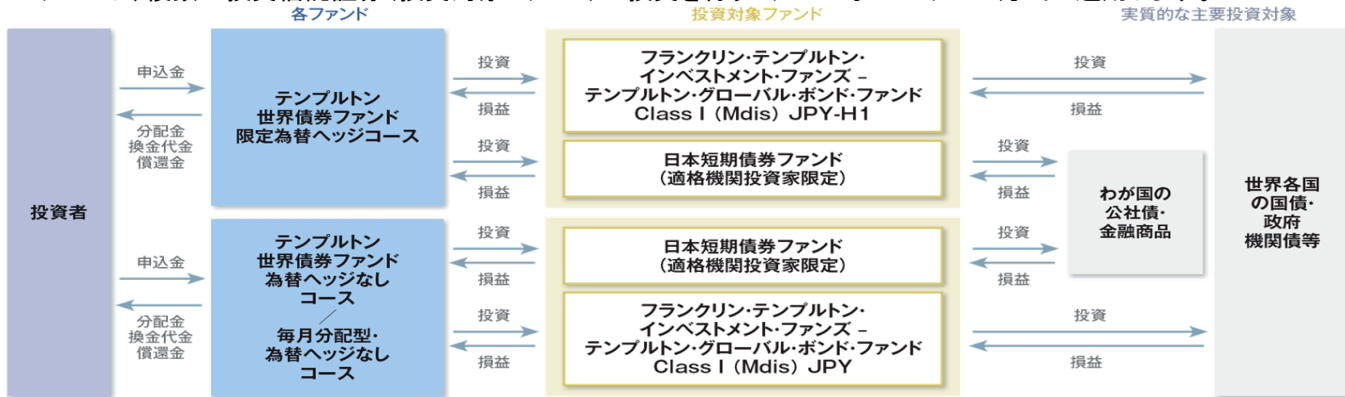 各ファンド
投資対象ファンド
実質的な主要投資対象
投資者
申込金
分配金
換金代金
償還金
申込金
分配金
換金代金
償還金
テンプルトン
世界債券ファンド
限定為替ヘッジコース
テンプルトン
世界債券ファンド
為替ヘッジなし
コース
／
毎月分配型・
為替ヘッジなし
コース
投資
損益
投資
損益
投資
損益
投資
損益
フランクリン・テンプルトン・
インベストメント・ファンズ –
テンプルトン・グローバル・ボンド・ファンド
Class I (Mdis) JPY-H1
日本短期債券ファンド
（適格機関投資家限定）
日本短期債券ファンド
（適格機関投資家限定）
フランクリン・テンプルトン・
インベストメント・ファンズ –
テンプルトン・グローバル・ボンド・ファンド
Class I (Mdis) JPY
投資
損益
投資
損益
投資
損益
投資
損益
わが国の
公社債・
金融商品
世界各国
の国債・
政府
機関債等